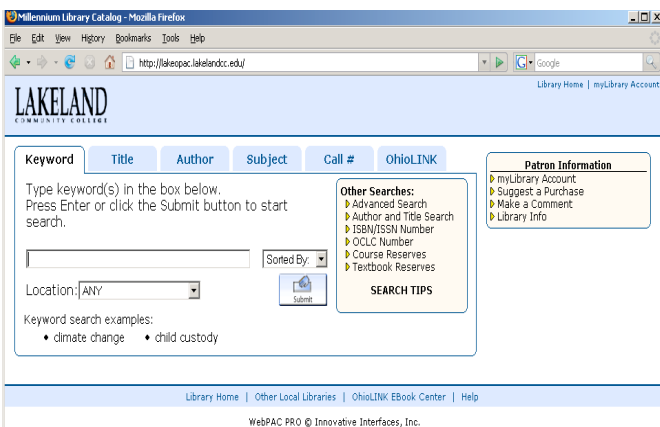 Millennium Library Catalog - Mozilla Firefox
File Edit View History Bookmarks Tools Help
http://lakeopac.lakelandcc.edu/
G Google
Library Home | myLibrary Account
LAKELAND
COMMUNITY COLLEGE
Keyword Title Author Subject Call # OhioLINK
Type keyword(s) in the box below.
Press Enter or click the Submit button to start
search.
Sorted By:
Location: ANY
Submit
Keyword search examples:
♦ climate change ♦ child custody
Other Searches:
Advanced Search
Author and Title Search
ISBN/ISSN Number
OCLC Number
Course Reserves
Textbook Reserves
SEARCH TIPS
Patron Information
myLibrary Account
Suggest a Purchase
Make a Comment
Library Info
Library Home | Other Local Libraries | OhioLINK EBook Center | Help
WebPAC PRO © Innovative Interfaces, Inc.